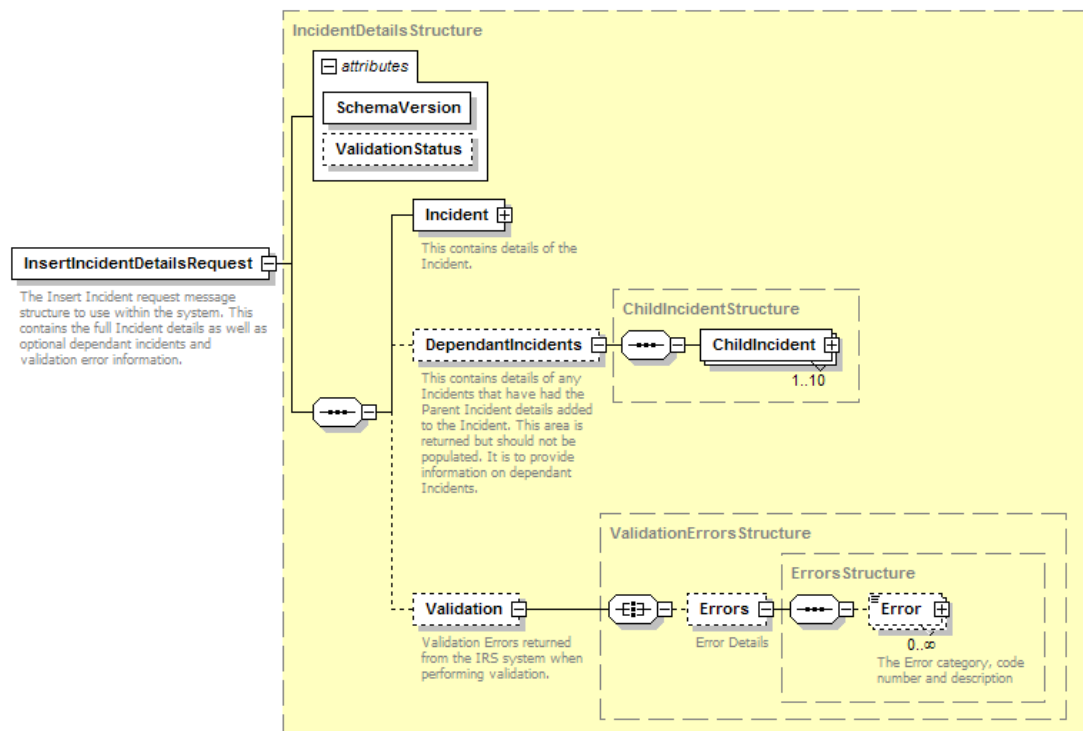 IncidentDetailsStructure
attributes
SchemaVersion
ValidationStatus
Incident
This contains details of the
Incident.
InsertIncidentDetailsRequest
The Insert Incident request message
structure to use within the system. This
contains the full Incident details as well as
optional dependant incidents and
validation error information.
ChildIncidentStructure
DependantIncidents
ChildIncident
1..10
This contains details of any
Incidents that have had the
Parent Incident details added
to the Incident. This area is
returned but should not be
populated. It is to provide
information on dependant
Incidents.
ValidationErrorsStructure
ErrorsStructure
Validation
Errors
Error
0..∞
Validation Errors returned
from the IRS system when
performing validation.
Error Details
The Error category, code
number and description